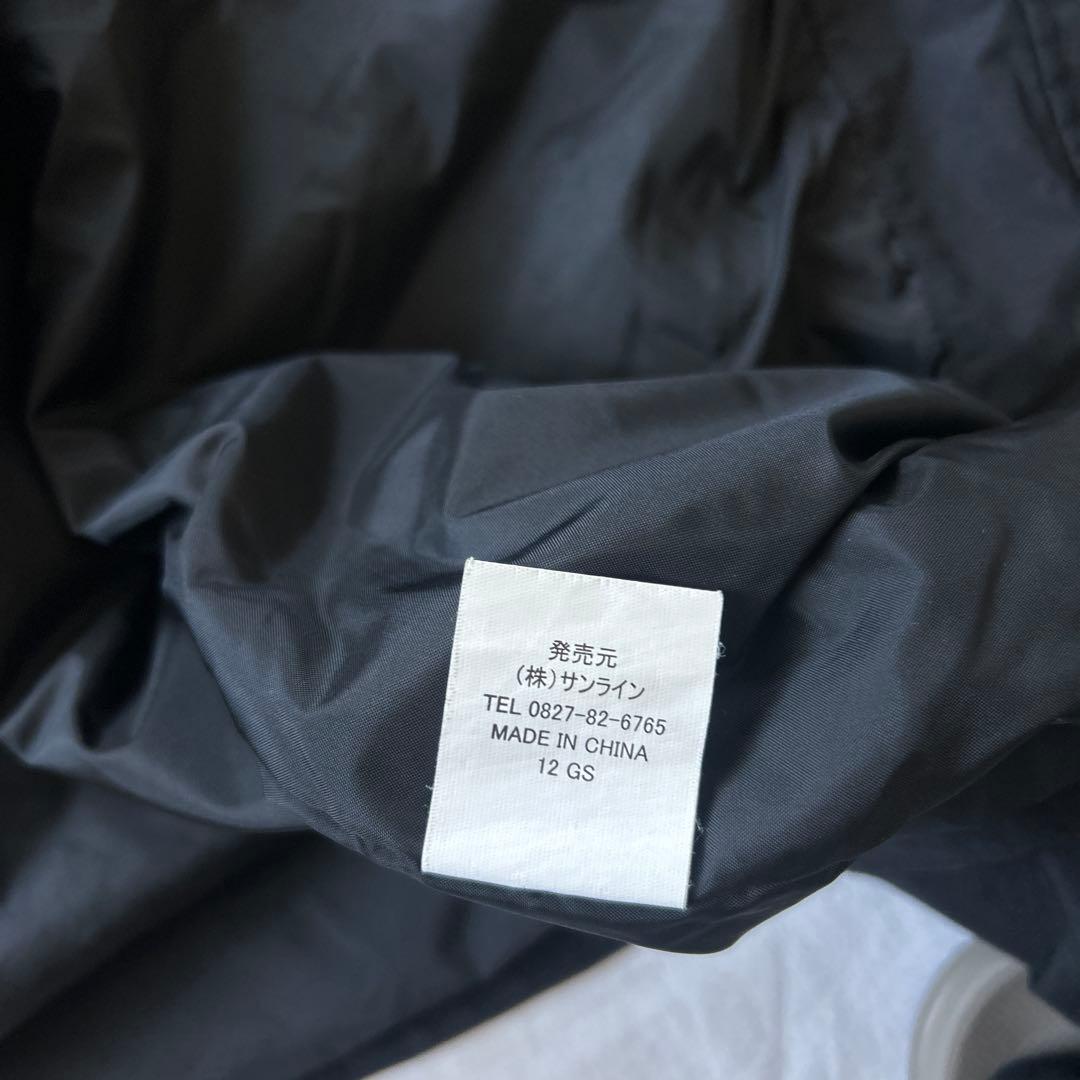 発売元
(株)サンライン
TEL 0827-82-6765
MADE IN CHINA
12 GS